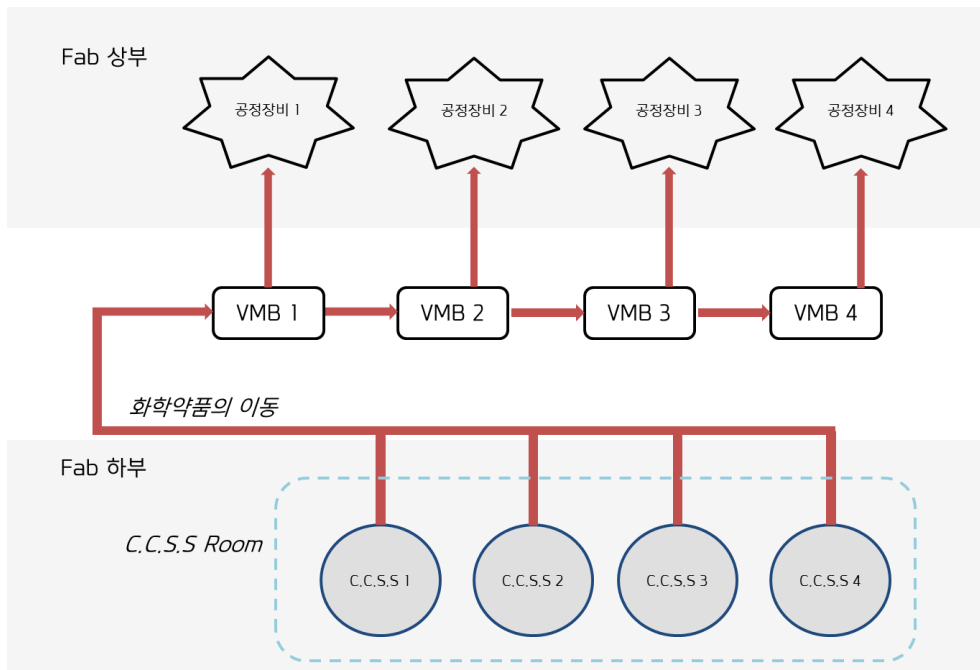 Fab 상부
공정장비 1
공정장비 2
공정장비 3
공정장비 4
VMB 1
VMB 2
VMB 3
VMB 4
화학약품의 이동
Fab 하부
C.C.S.S Room
C.C.S.S 1
C.C.S.S 2
C.C.S.S 3
C.C.S.S 4